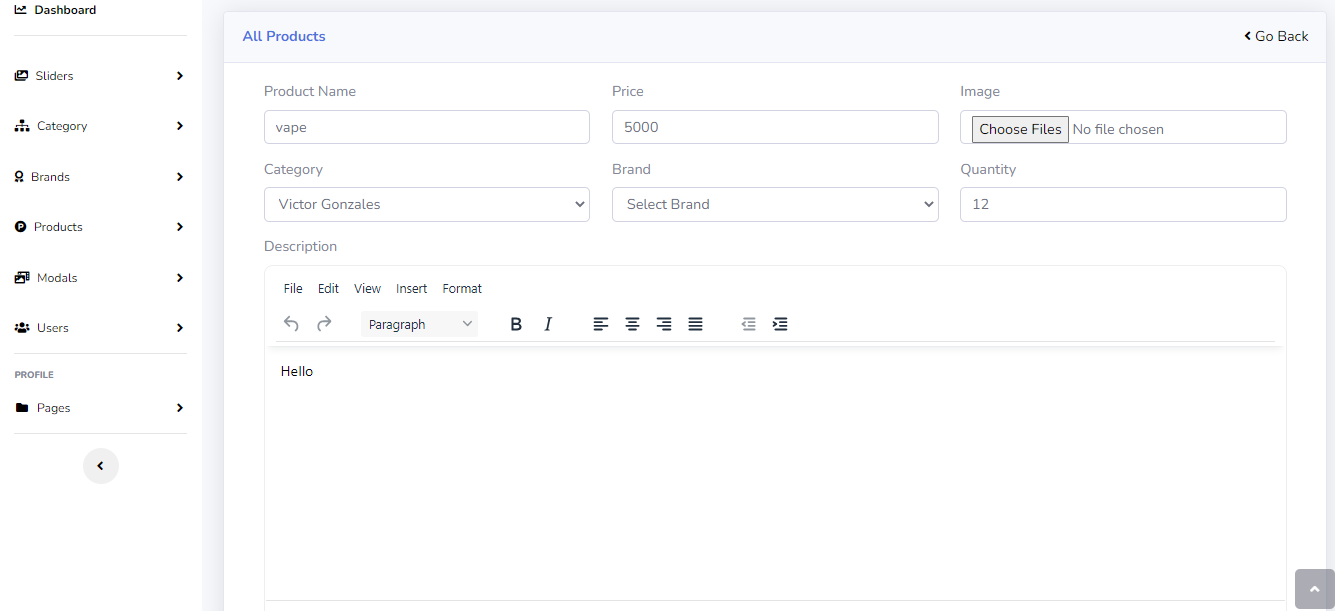 Dashboard
Sliders
Category
Brands
Products
Modals
Users
PROFILE
Pages
All Products
Go Back
Product Name Price Image
vape 5000 Choose Files No file chosen
Category Brand Quantity
Victor Gonzales Select Brand 12
Description
File Edit View Insert Format
Paragraph B I
Hello